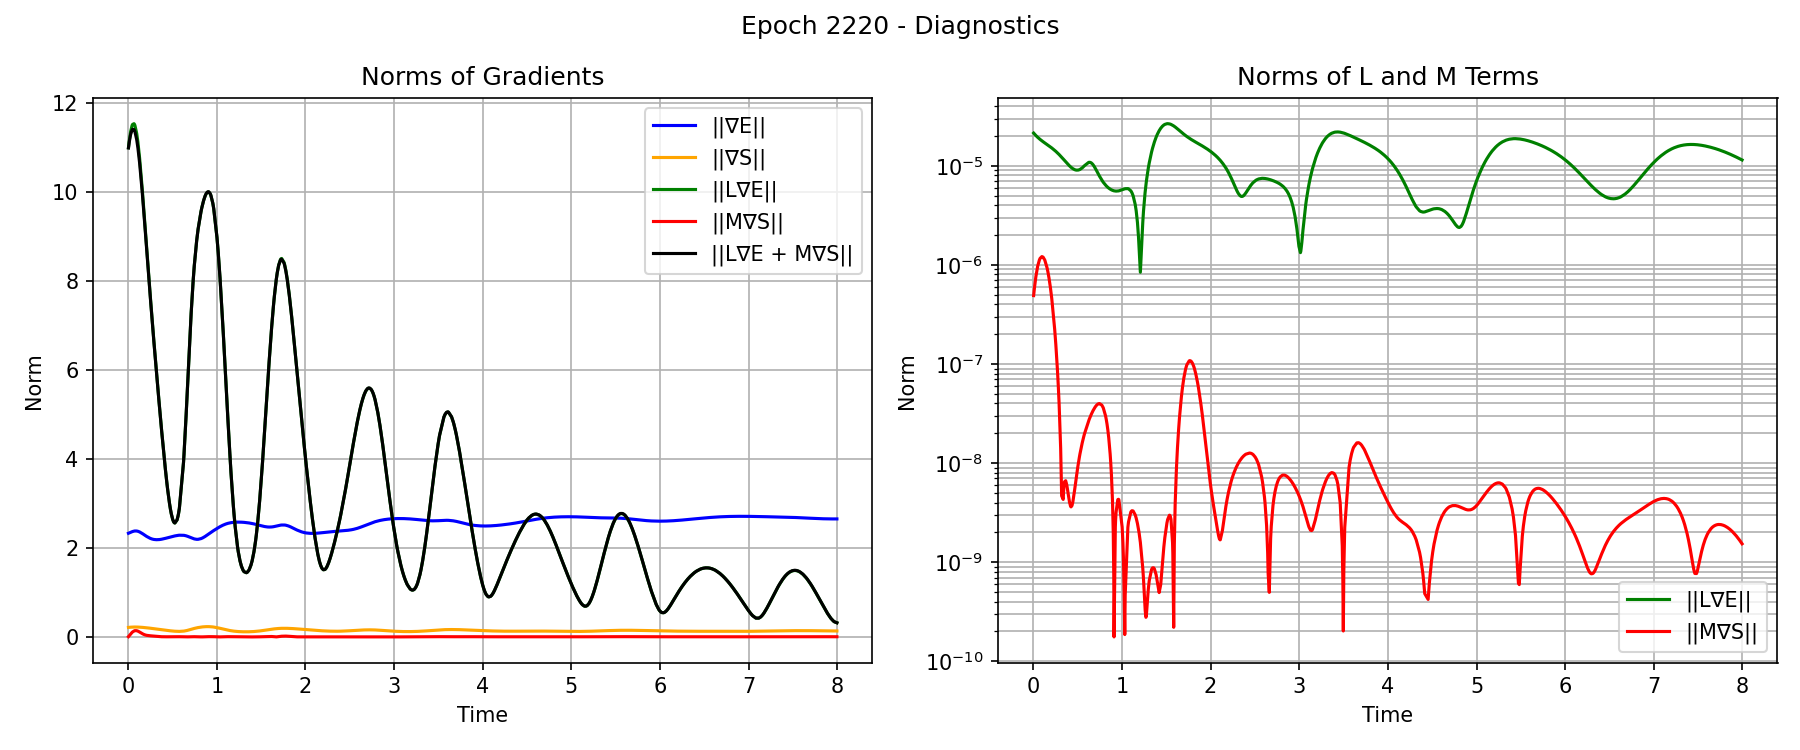 Epoch 2220 - Diagnostics
Norms of Gradients
12
10
8
6
4
2
0
Norm
0 1 2 3 4 5 6 7 8
Time
||∇E||
||∇S||
||L∇E||
||M∇S||
||L∇E + M∇S||
Norms of L and M Terms
10⁻⁵
10⁻⁶
10⁻⁷
10⁻⁸
10⁻⁹
10⁻¹⁰
Norm
0 1 2 3 4 5 6 7 8
Time
||L∇E||
||M∇S||